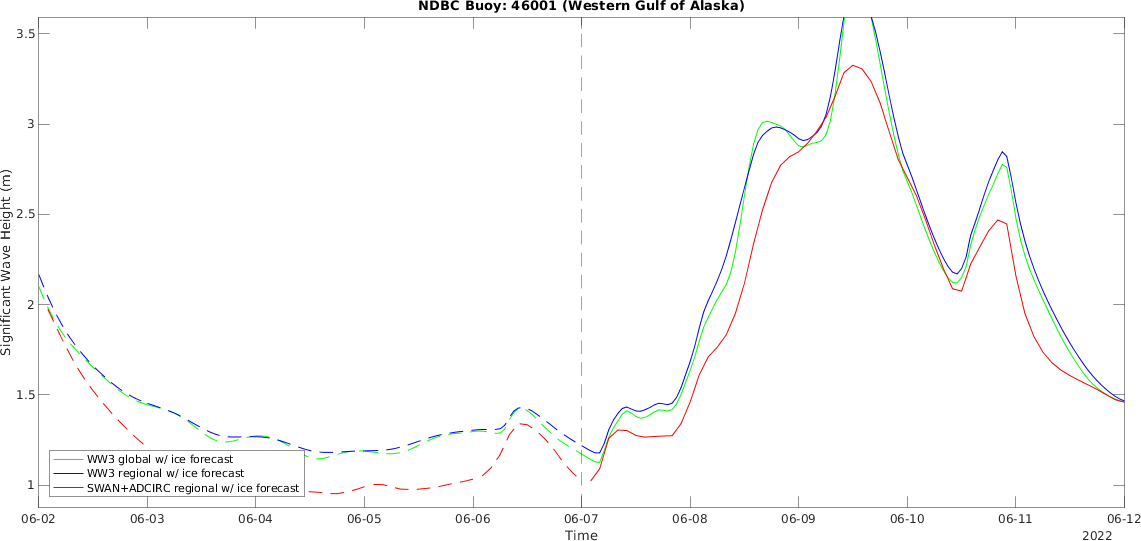 NDBC Buoy: 46001 (Western Gulf of Alaska)
Significant Wave Height (m)
3.5
3
2.5
2
1.5
1
WW3 global w/ ice forecast
WW3 regional w/ ice forecast
SWAN+ADCIRC regional w/ ice forecast
06-02 06-03 06-04 06-05 06-06 06-07 06-08 06-09 06-10 06-11 06-12
Time
2022